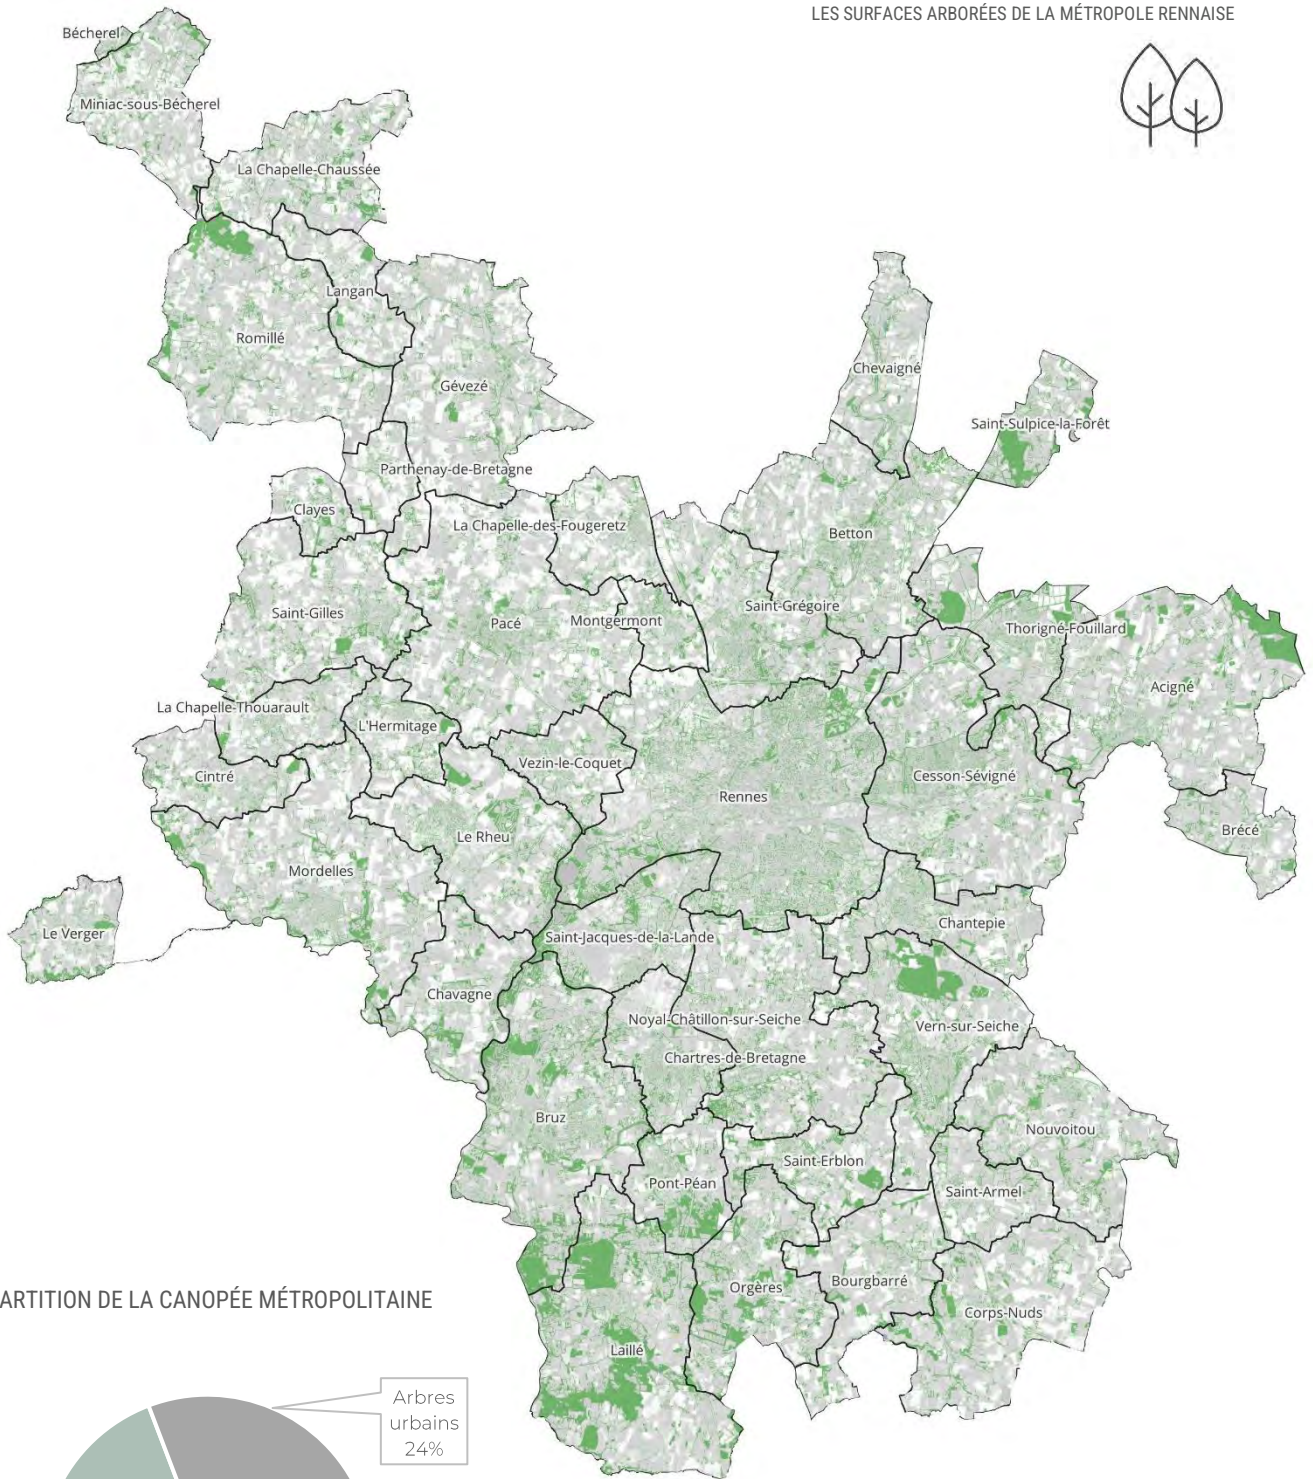 LES SURFACES ARBORÉES DE LA MÉTROPOLE RENNAISE
Bécherel
Miniac-sous-Bécherel
La Chapelle-Chaussée
Langan
Romillé
Gévezé
Chevaigné
Saint-Sulpice-la-Forêt
Parthenay-de-Bretagne
Clayes
La Chapelle-des-Fougeretz
Betton
Saint-Gilles
Pacé
Montgermont
Saint-Grégoire
Thorigné-Fouillard
Acigné
La Chapelle-Thouarault
L'Hermitage
Cintré
Vezin-le-Coquet
Rennes
Cesson-Sévigné
Le Rheu
Brécé
Mordelles
Le Verger
Saint-Jacques-de-la-Lande
Chantepie
Chavagne
Noyal-Châtillon-sur-Seiche
Vern-sur-Seiche
Chartres-de-Bretagne
Bruz
Nouvoitou
Saint-Erblon
Pont-Péan
Saint-Armel
Orgères
Bourgbarré
Corps-Nuds
Laillé
ARTITION DE LA CANOPÉE MÉTROPOLITAINE
Arbres
urbains
24%